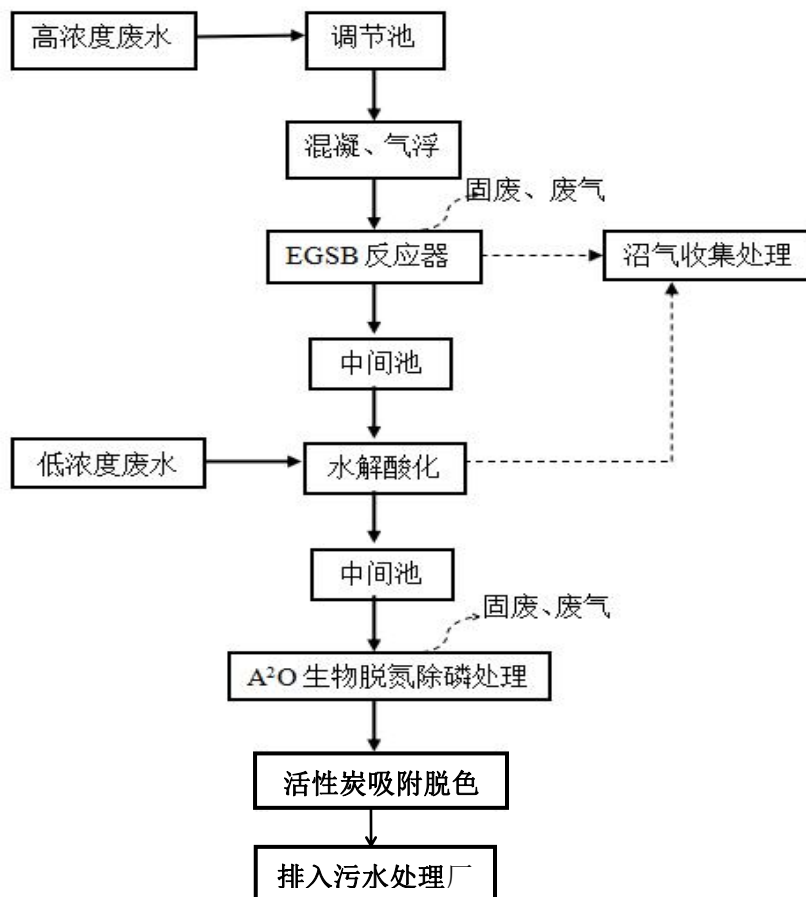 高浓度废水
调节池
混凝、气浮
固废、废气
EGSB 反应器
沼气收集处理
中间池
低浓度废水
水解酸化
中间池
固废、废气
A²O 生物脱氮除磷处理
活性炭吸附脱色
排入污水处理厂